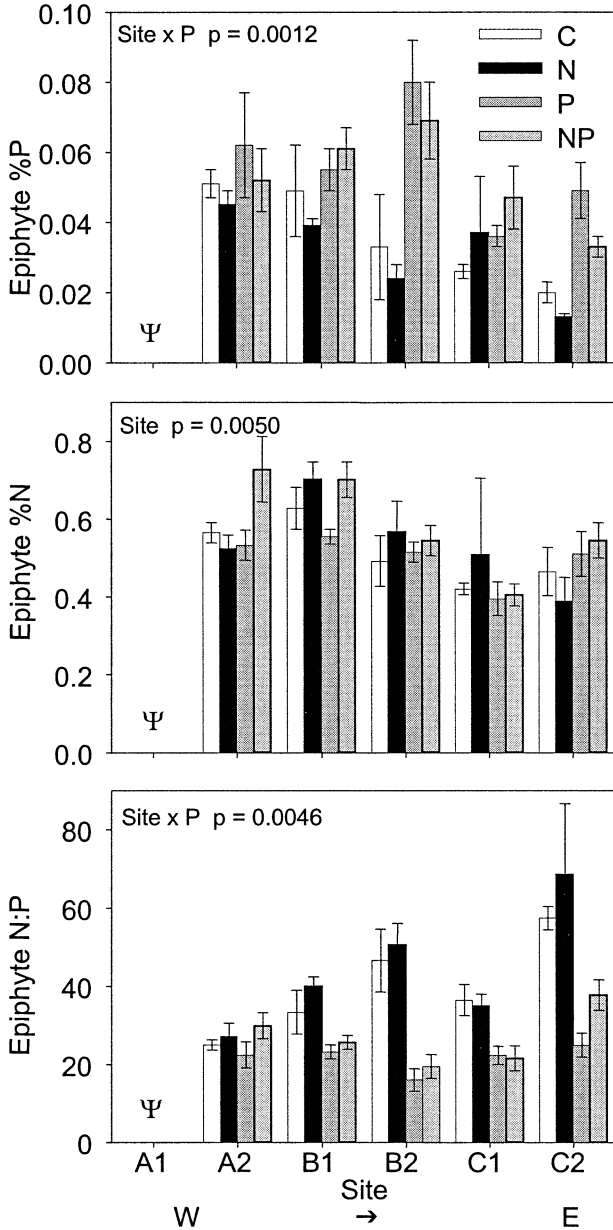 Epiphyte %P
0.10
0.08
0.06
0.04
0.02
0.00
Site x P p = 0.0012
C
N
P
NP
Ψ
Epiphyte %N
0.8
0.6
0.4
0.2
0.0
Site p = 0.0050
Ψ
Epiphyte N:P
80
60
40
20
0
Site x P p = 0.0046
Ψ
A1 A2 B1 B2 C1 C2
Site
W → E